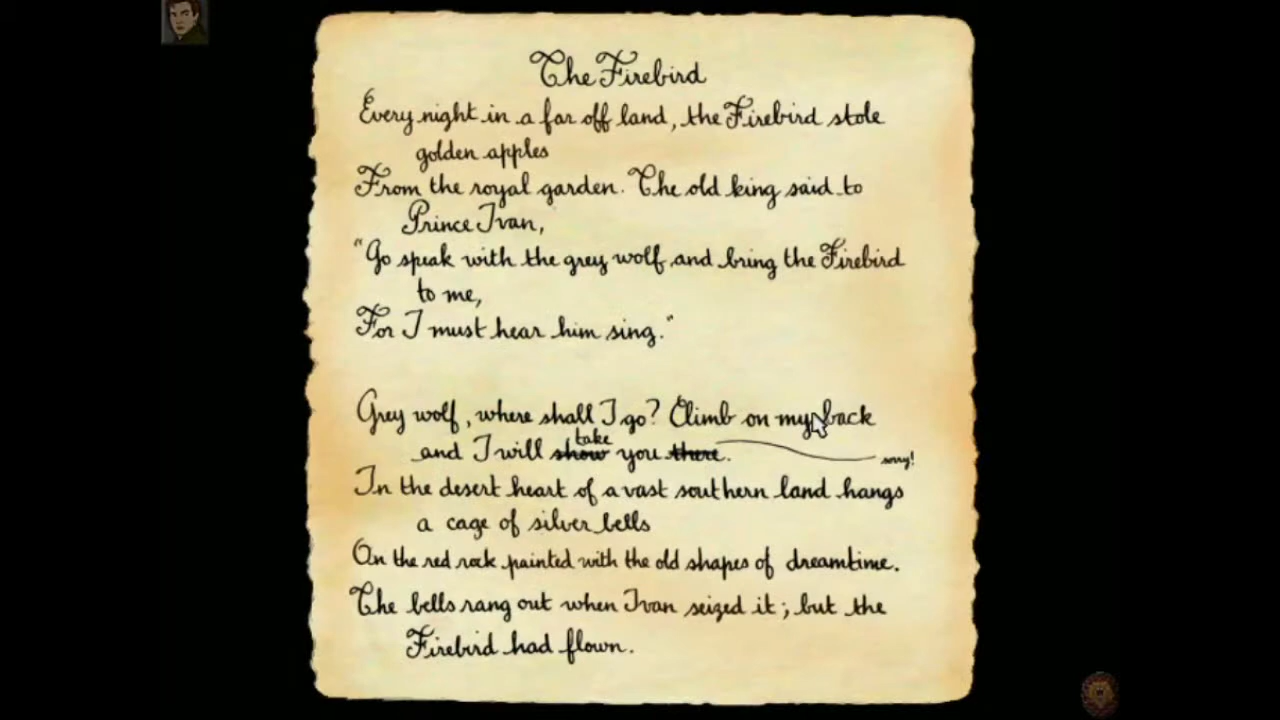 The Firebird
Every night in a far off land, the Firebird stole
golden apples
From the royal garden. The old king said to
Prince Ivan,
"Go speak with the grey wolf and bring the Firebird
to me,
For I must hear him sing."
Grey wolf, where shall I go? Climb on my back
take
and I will show you there. sorry!
In the desert heart of a vast southern land hangs
a cage of silver bells
On the red rock painted with the old shapes of dreamtime.
The bells rang out when Ivan seized it; but the
Firebird had flown.